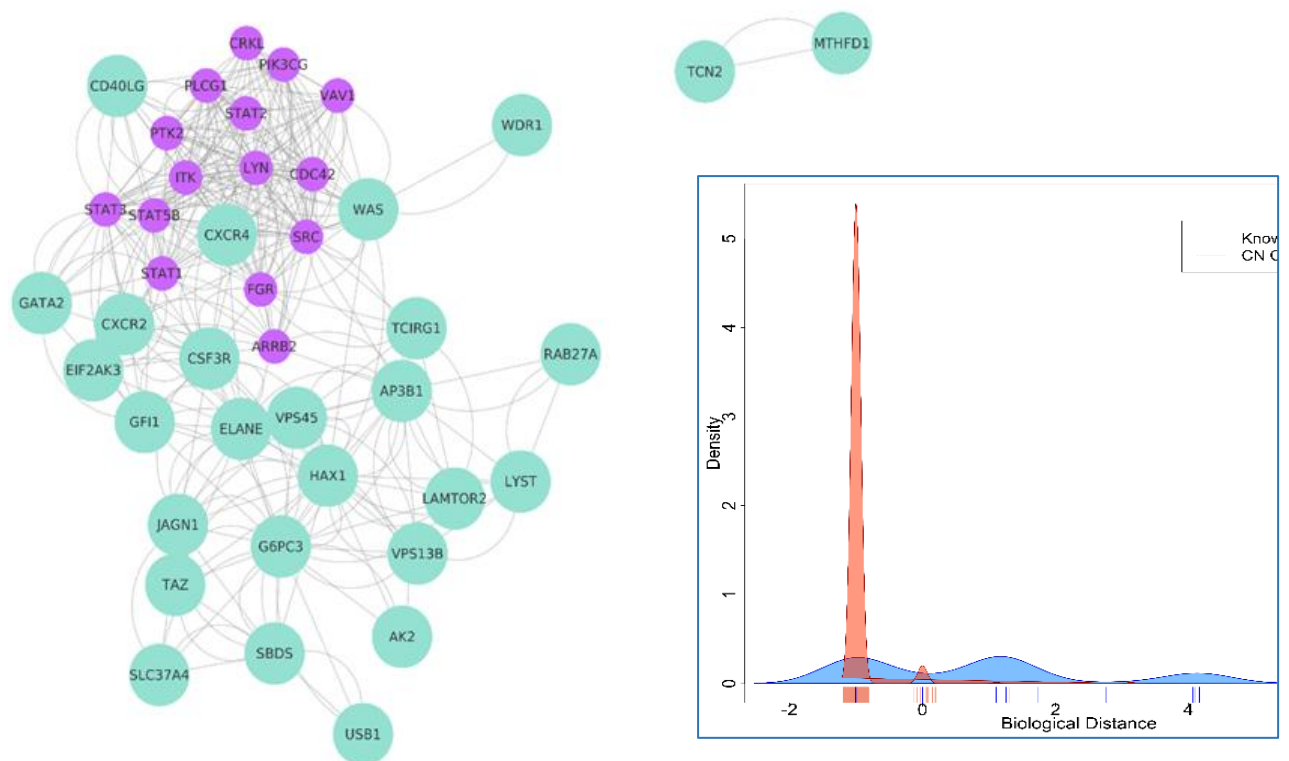 CRKL
PIK3CG
CD40LG
PLCG1
VAV1
STAT2
PTK2
WDR1
LYN
ITK
CDC42
STAT3
STAT5B
WAS
CXCR4
SRC
STAT1
FGR
GATA2
CXCR2
TCIRG1
ARRB2
CSF3R
RAB27A
EIF2AK3
AP3B1
GFI1
ELANE
VPS45
HAX1
LYST
LAMTOR2
JAGN1
G6PC3
VPS13B
TAZ
AK2
SBDS
SLC37A4
USB1
TCN2
MTHFD1
Know
CN C
5
4
3
2
1
0
Density
-2
0
2
4
Biological Distance